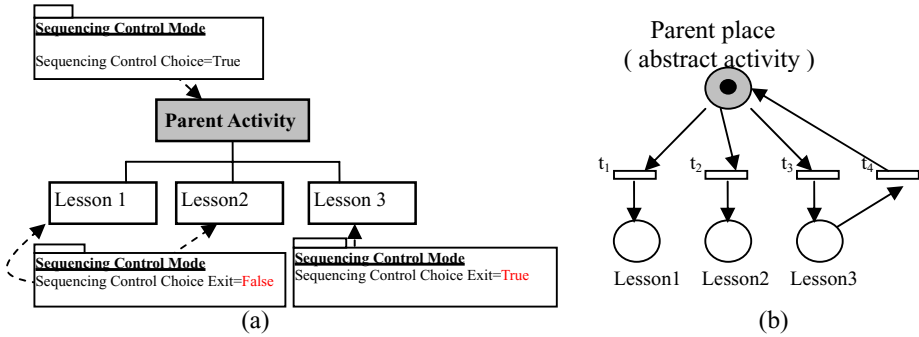 Sequencing Control Mode
Sequencing Control Choice=True
Parent Activity
Lesson 1
Lesson2
Lesson 3
Sequencing Control Mode
Sequencing Control Choice Exit=False
Sequencing Control Mode
Sequencing Control Choice Exit=True
(a)
Parent place
( abstract activity )
t1
t2
t3
t4
Lesson1
Lesson2
Lesson3
(b)